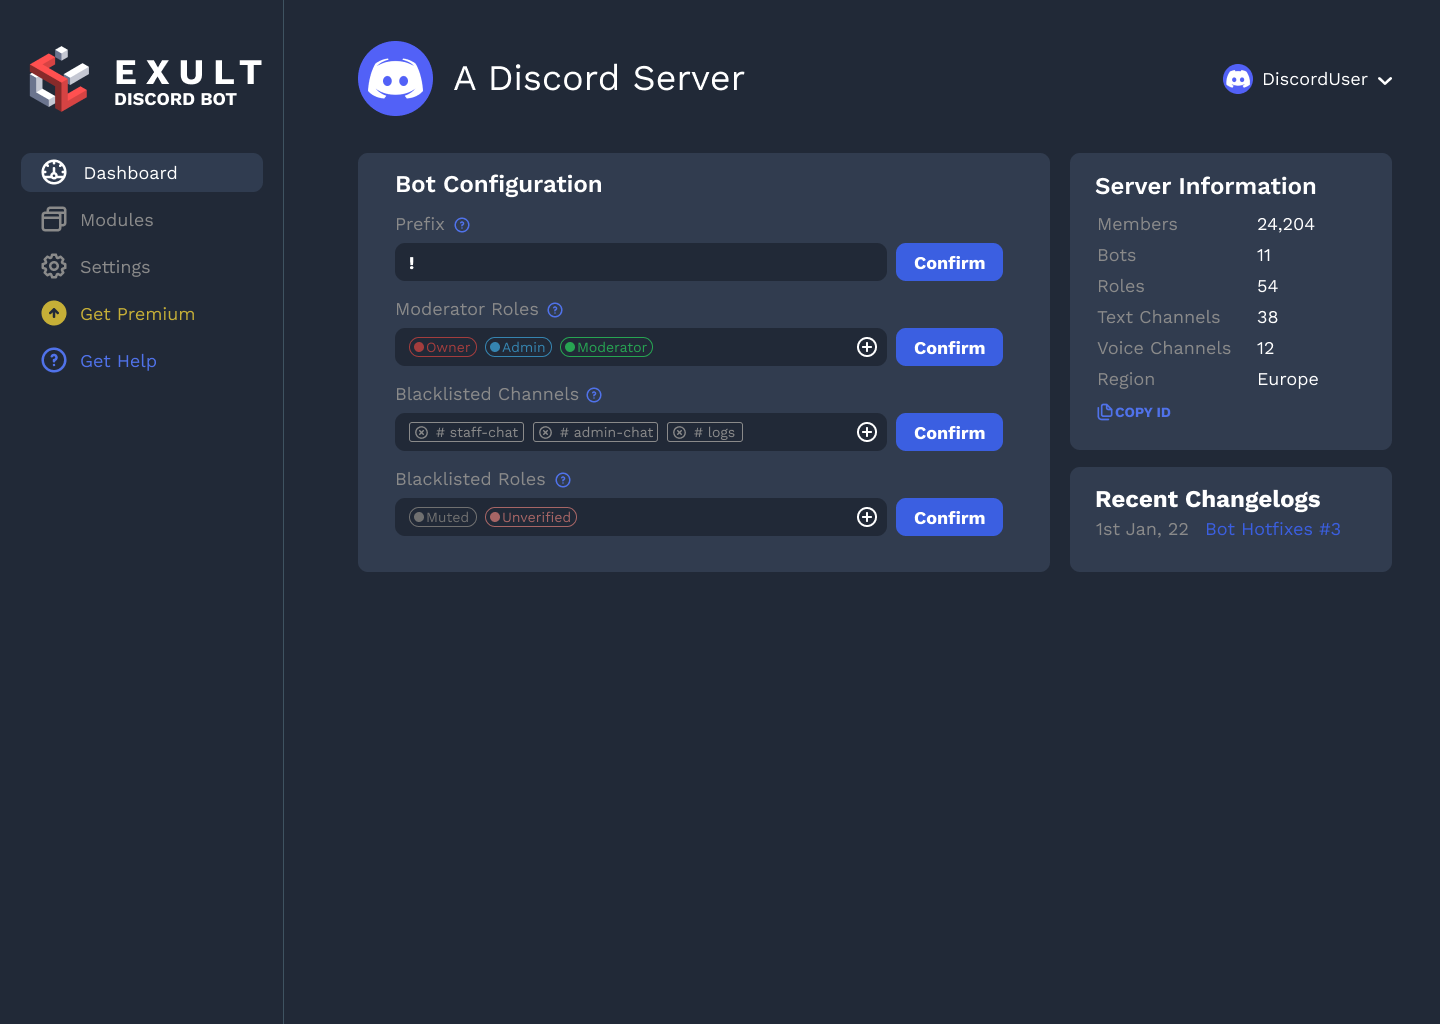 EXULT
DISCORD BOT
Dashboard
Modules
Settings
Get Premium
Get Help
A Discord Server
DiscordUser
Bot Configuration
Prefix
!
Confirm
Moderator Roles
Owner Admin Moderator
Confirm
Blacklisted Channels
# staff-chat # admin-chat # logs
Confirm
Blacklisted Roles
Muted Unverified
Confirm
Server Information
Members 24,204
Bots 11
Roles 54
Text Channels 38
Voice Channels 12
Region Europe
COPY ID
Recent Changelogs
1st Jan, 22 Bot Hotfixes #3